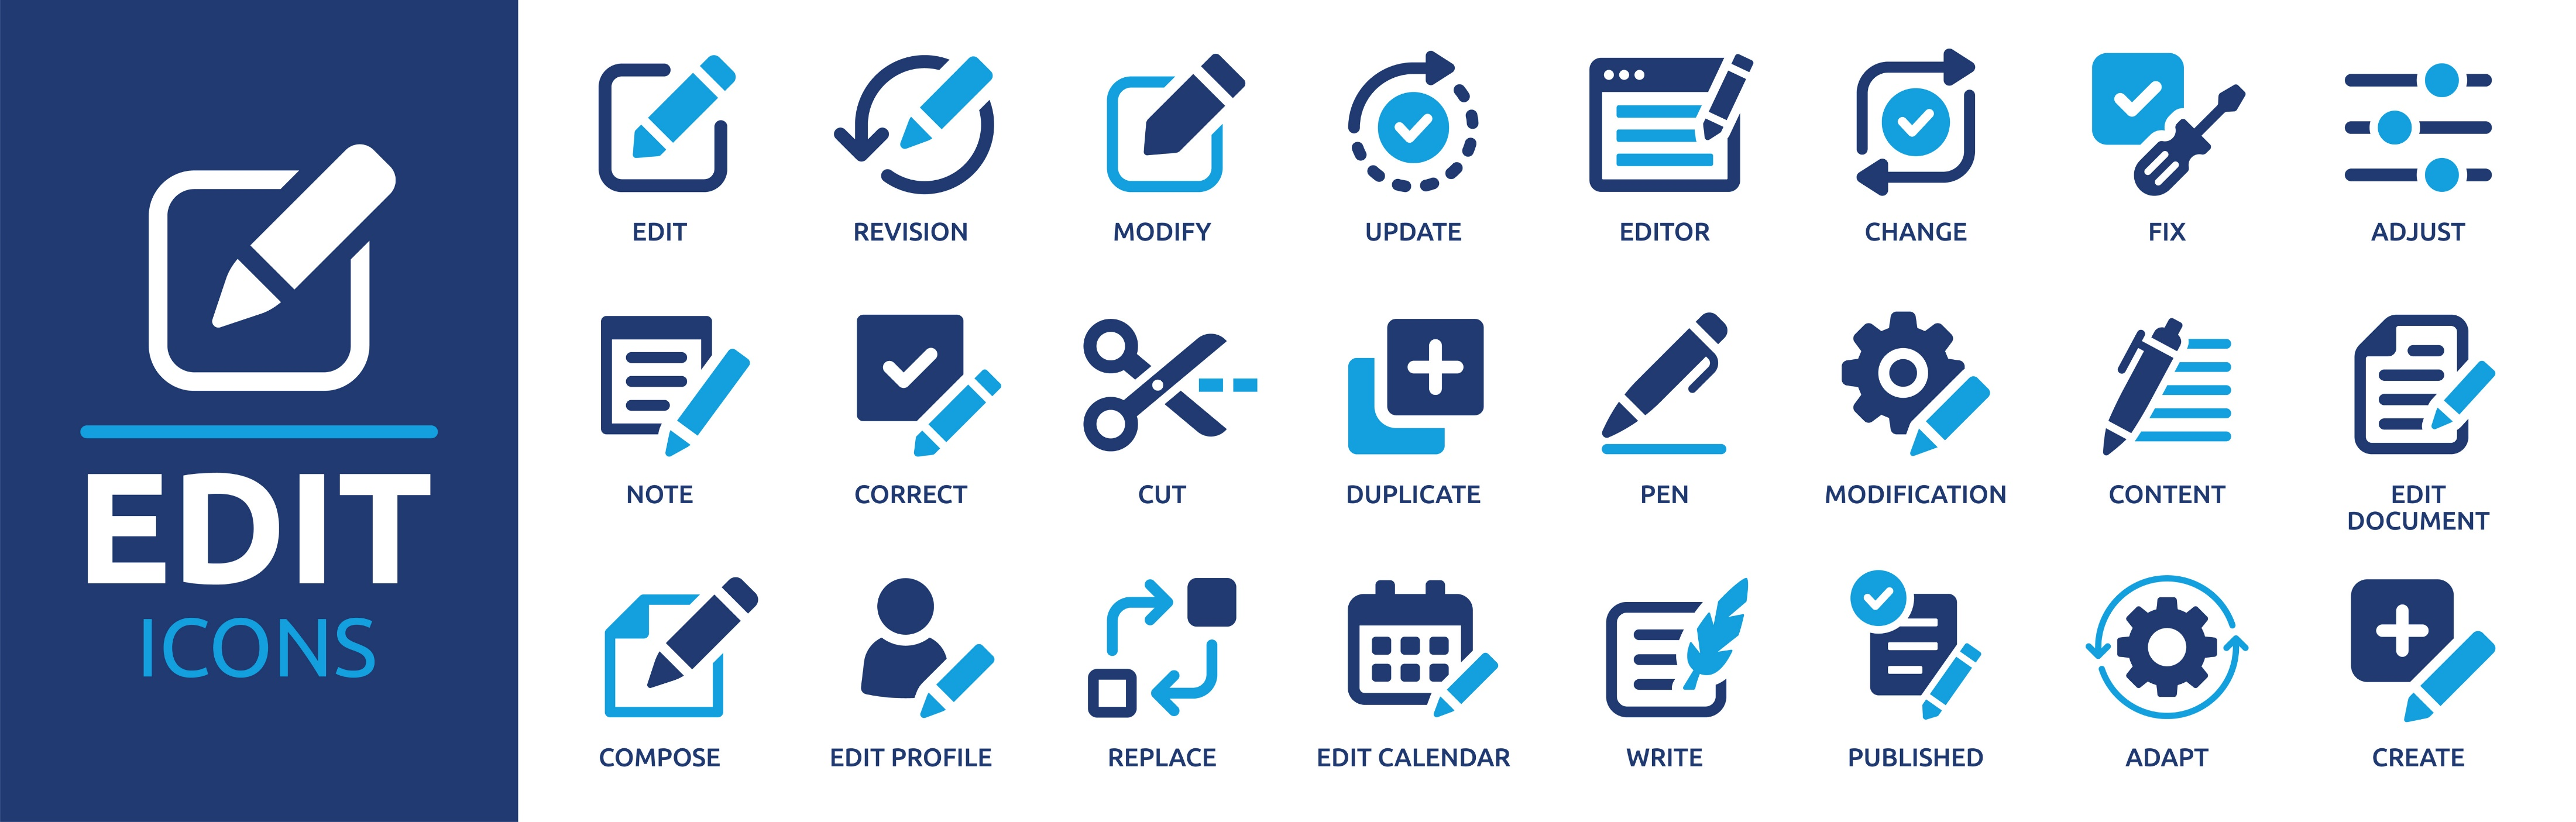 EDIT
ICONS
EDIT
REVISION
MODIFY
UPDATE
EDITOR
CHANGE
FIX
ADJUST
NOTE
CORRECT
CUT
DUPLICATE
PEN
MODIFICATION
CONTENT
EDIT
DOCUMENT
COMPOSE
EDIT PROFILE
REPLACE
EDIT CALENDAR
WRITE
PUBLISHED
ADAPT
CREATE